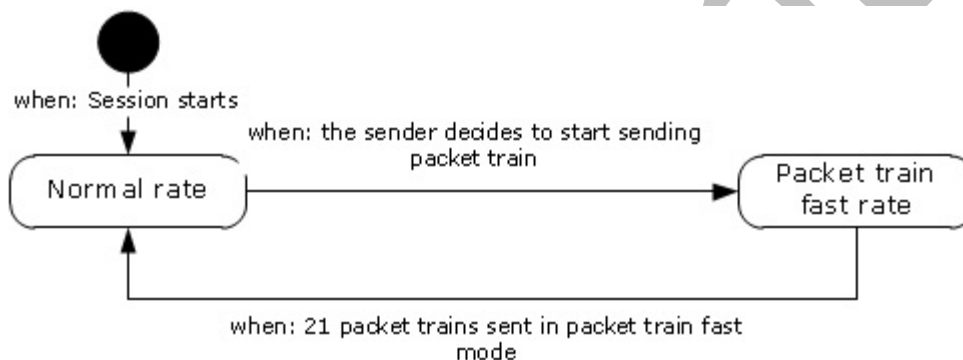 when: Session starts
when: the sender decides to start sending
packet train
Normal rate
Packet train
fast rate
when: 21 packet trains sent in packet train fast
mode